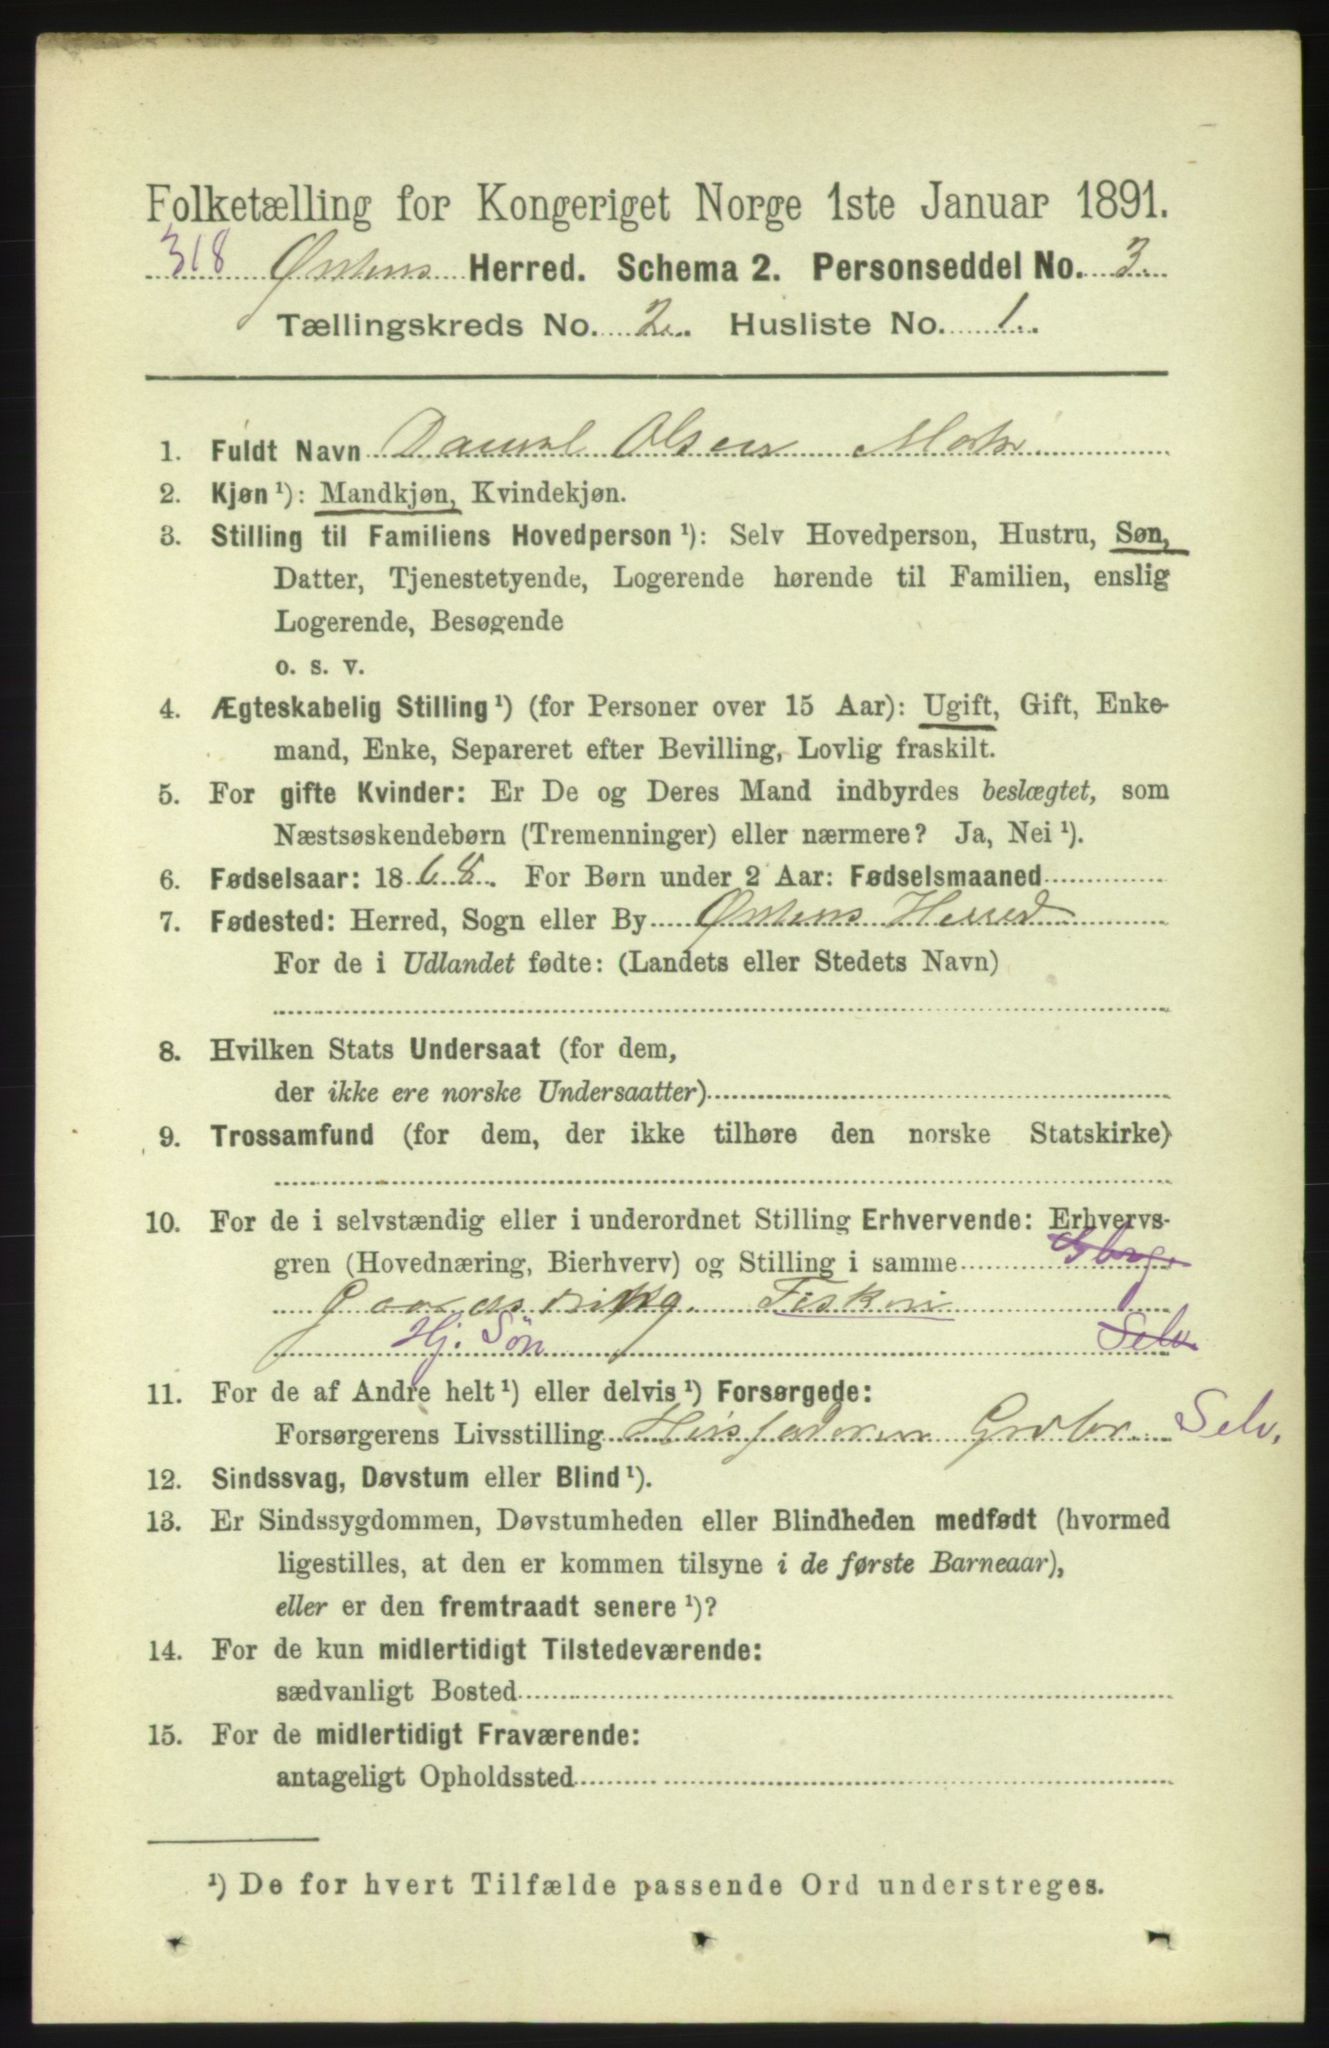 Folketælling for Kongeriget Norge 1ste Januar 1891.
318 Ørstens Herred. Schema 2. Personseddel No. 3.
Tællingskreds No. 2. Husliste No. 1.
1. Fuldt Navn Daniel Olsen
2. Kjøn ¹): Mandkjøn, Kvindekjøn.
3. Stilling til Familiens Hovedperson ¹): Selv Hovedperson, Hustru, Søn,
Datter, Tjenestetyende, Logerende hørende til Familien, enslig
Logerende, Besøgende
o. s. v.
4. Ægteskabelig Stilling ¹) (for Personer over 15 Aar): Ugift, Gift, Enke-
mand, Enke, Separeret efter Bevilling, Lovlig fraskilt.
5. For gifte Kvinder: Er De og Deres Mand indbyrdes beslægtet, som
Næstsøskendebørn (Tremenninger) eller nærmere? Ja, Nei ¹).
6. Fødselsaar: 1868. For Børn under 2 Aar: Fødselsmaaned
7. Fødested: Herred, Sogn eller By Ørstens Herred
For de i Udlandet fødte: (Landets eller Stedets Navn)
8. Hvilken Stats Undersaat (for dem,
der ikke ere norske Undersaatter)
9. Trossamfund (for dem, der ikke tilhøre den norske Statskirke)
10. For de i selvstændig eller i underordnet Stilling Erhvervende: Erhvervs-
gren (Hovednæring, Bierhverv) og Stilling i samme
Gaardsbrug. Fiskeri
Hj. Søn Selv.
11. For de af Andre helt ¹) eller delvis ¹) Forsørgede:
Forsørgerens Livsstilling Selv.
12. Sindssvag, Døvstum eller Blind ¹).
13. Er Sindssygdommen, Døvstumheden eller Blindheden medfødt (hvormed
ligestilles, at den er kommen tilsyne i de første Barneaar),
eller er den fremtraadt senere ¹)?
14. For de kun midlertidigt Tilstedeværende:
sædvanligt Bosted
15. For de midlertidigt Fraværende:
antageligt Opholdssted
¹) De for hvert Tilfælde passende Ord understreges.